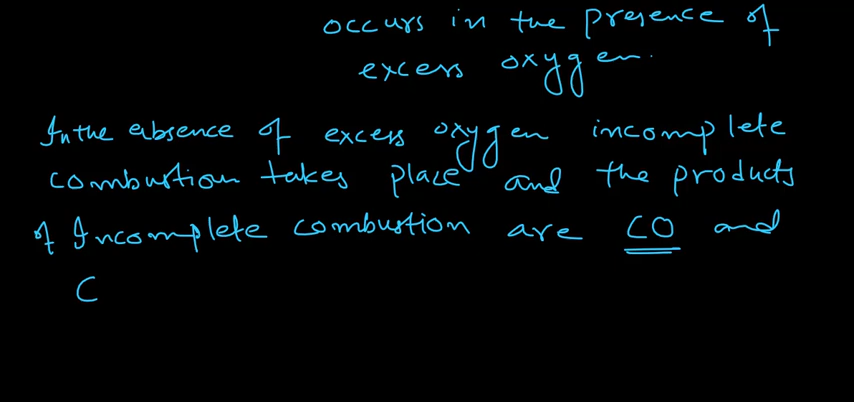 occurs in the presence of
excess oxygen.
In the absence of excess oxygen incomplete
combustion takes place and the products
of Incomplete combustion are CO and
C